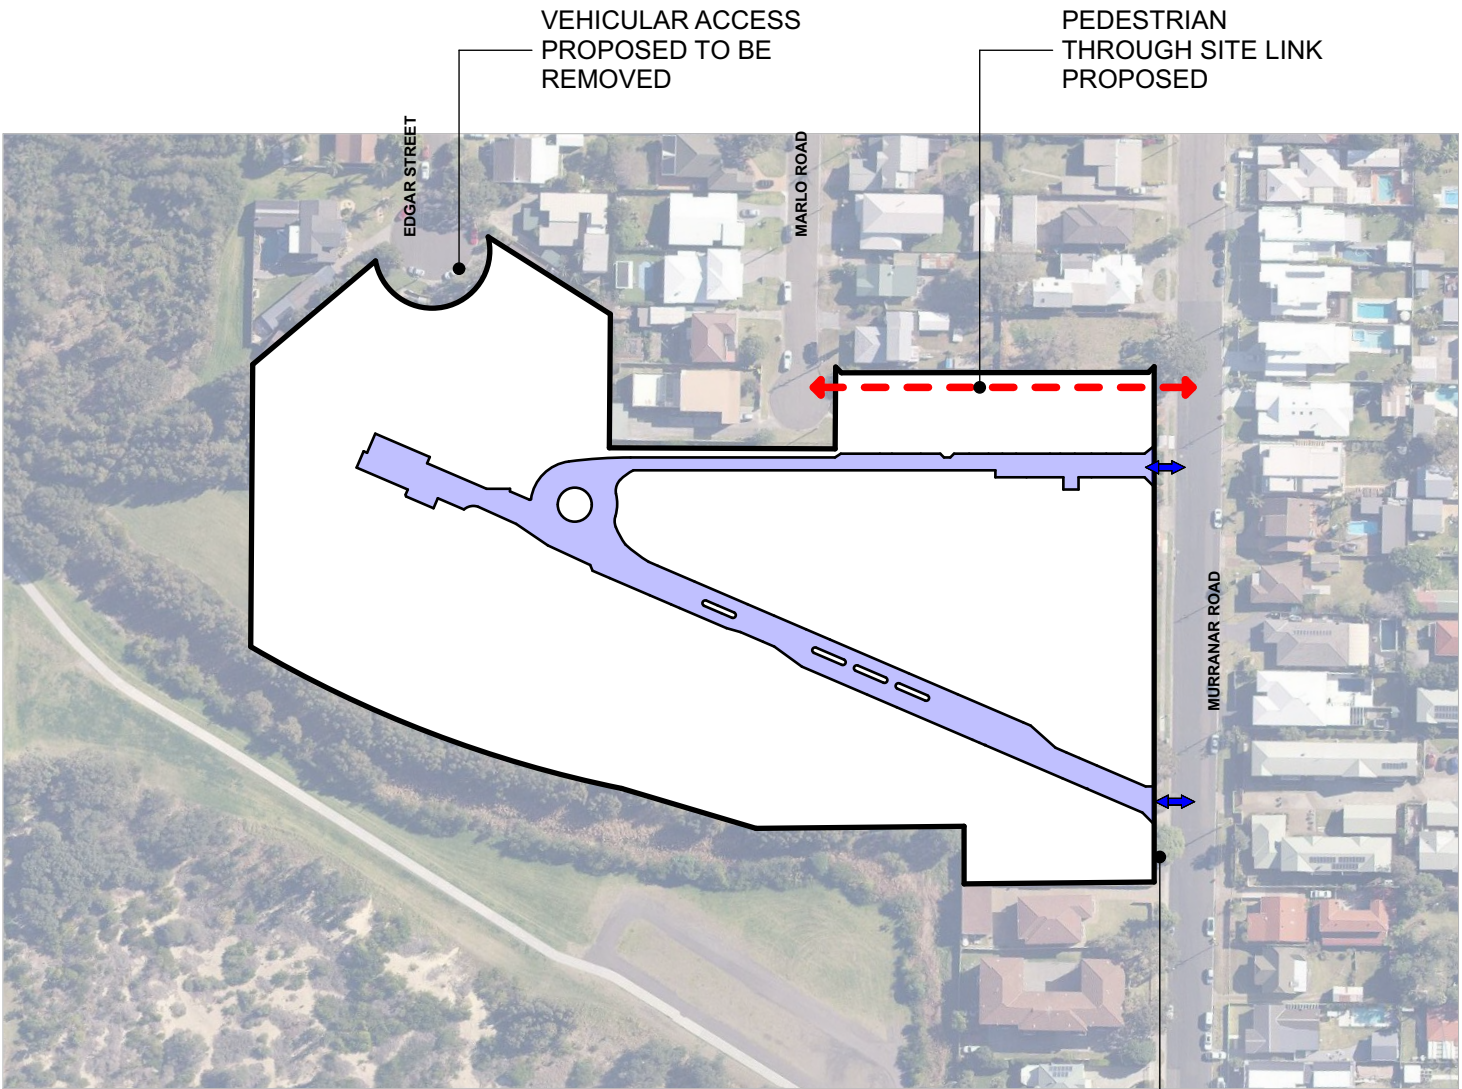 VEHICULAR ACCESS
PROPOSED TO BE
REMOVED
PEDESTRIAN
THROUGH SITE LINK
PROPOSED
EDGAR STREET
MARLO ROAD
MURRANAR ROAD